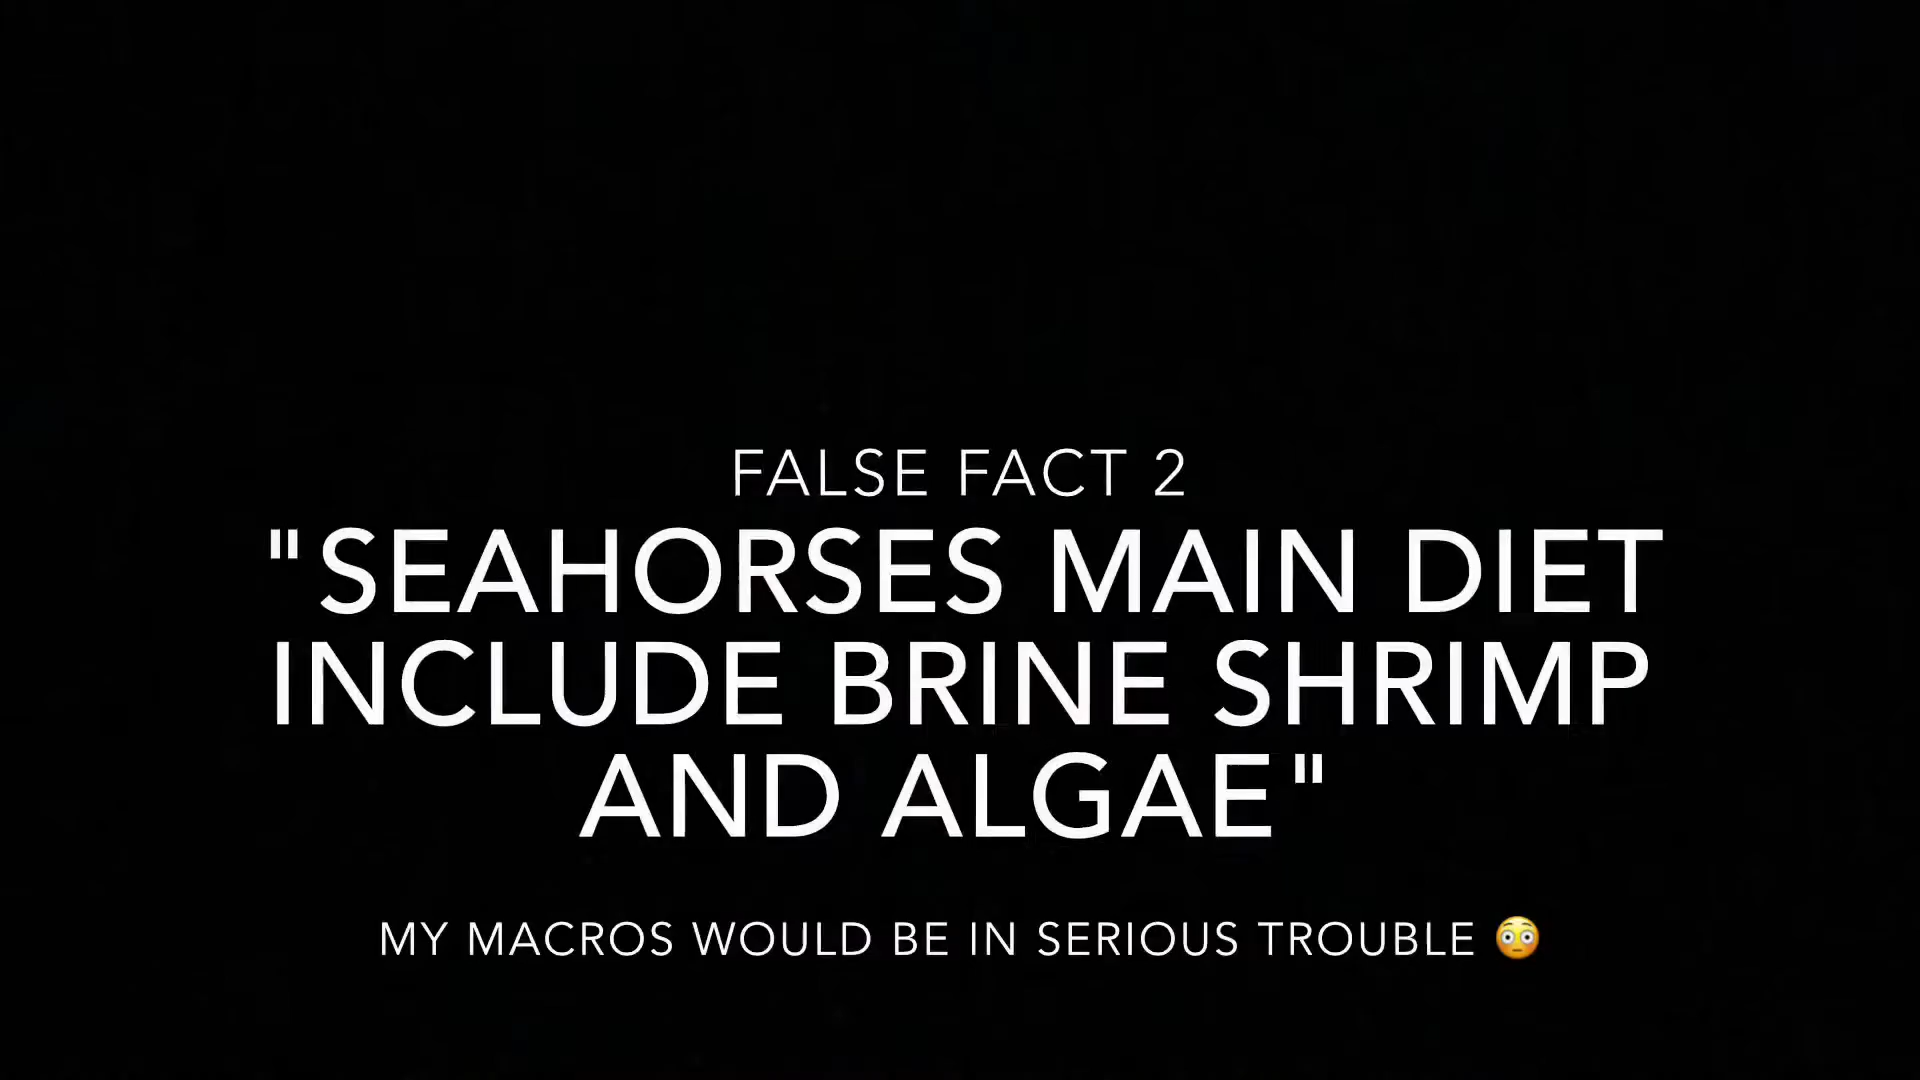 FALSE FACT 2
"SEAHORSES MAIN DIET
INCLUDE BRINE SHRIMP
AND ALGAE"
MY MACROS WOULD BE IN SERIOUS TROUBLE 😳